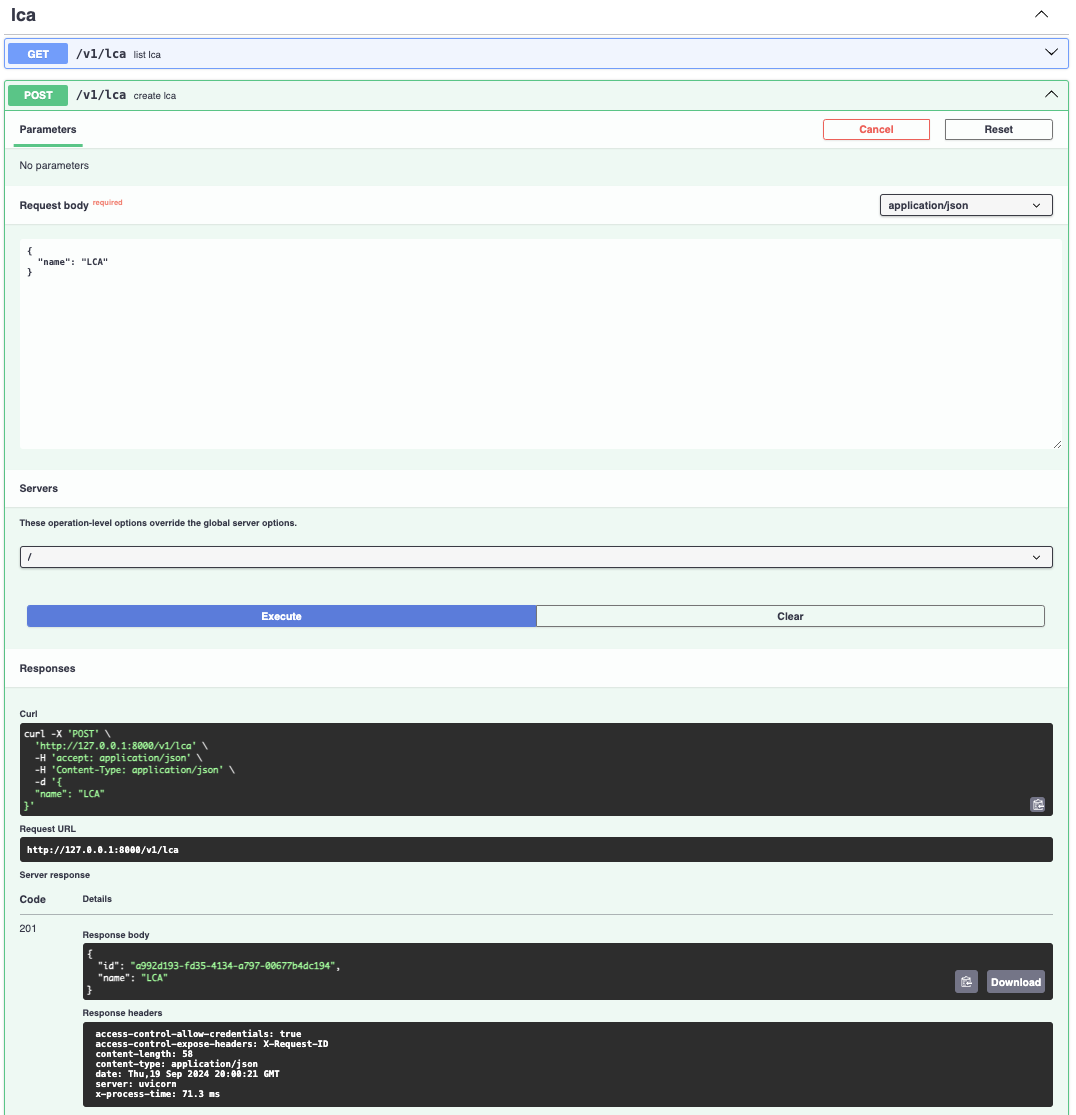 lca
GET /v1/lca list lca
POST /v1/lca create lca
Parameters
Cancel
Reset
No parameters
Request body required
application/json
{
  "name": "LCA"
}
Servers
These operation-level options override the global server options.
/
Execute
Clear
Responses
Curl
curl -X 'POST' \
  'http://127.0.0.1:8000/v1/lca' \
  -H 'accept: application/json' \
  -H 'Content-Type: application/json' \
  -d '{
  "name": "LCA"
}'
Request URL
http://127.0.0.1:8000/v1/lca
Server response
Code Details
201
Response body
{
  "id": "a992d193-fd35-4134-a797-00677b4dc194",
  "name": "LCA"
}
Download
Response headers
access-control-allow-credentials: true
access-control-expose-headers: X-Request-ID
content-length: 58
content-type: application/json
date: Thu,19 Sep 2024 20:00:21 GMT
server: uvicorn
x-process-time: 71.3 ms